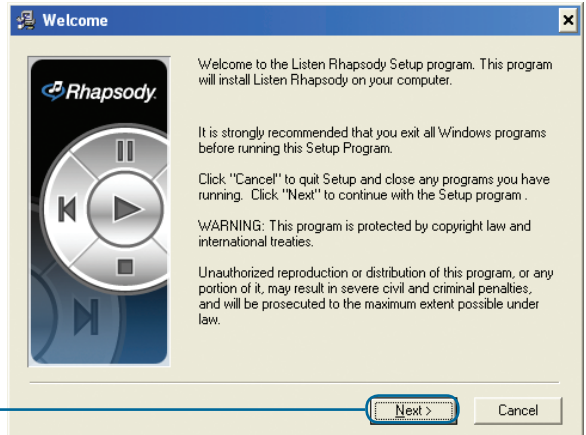 Welcome
Rhapsody.
Welcome to the Listen Rhapsody Setup program. This program
will install Listen Rhapsody on your computer.
It is strongly recommended that you exit all Windows programs
before running this Setup Program.
Click "Cancel" to quit Setup and close any programs you have
running. Click "Next" to continue with the Setup program .
WARNING: This program is protected by copyright law and
international treaties.
Unauthorized reproduction or distribution of this program, or any
portion of it, may result in severe civil and criminal penalties,
and will be prosecuted to the maximum extent possible under
law.
Next >
Cancel